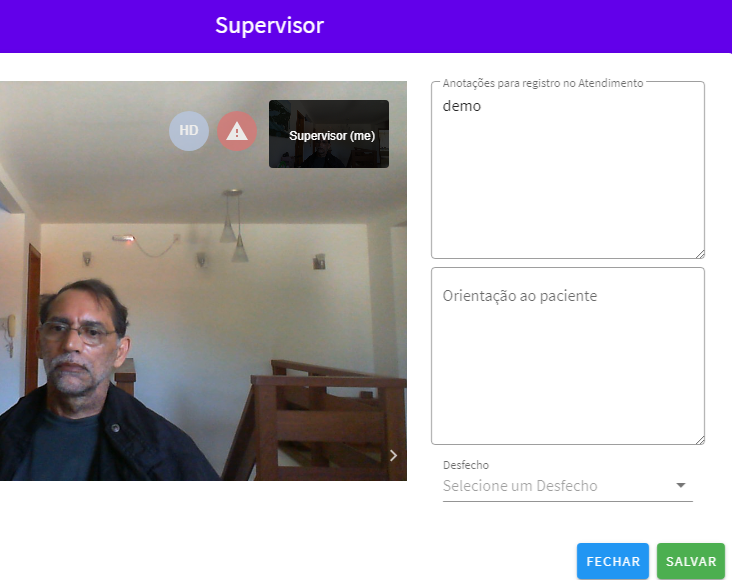 Supervisor
HD
Supervisor (me)
Anotações para registro no Atendimento
demo
Orientação ao paciente
Desfecho
Selecione um Desfecho
FECHAR
SALVAR